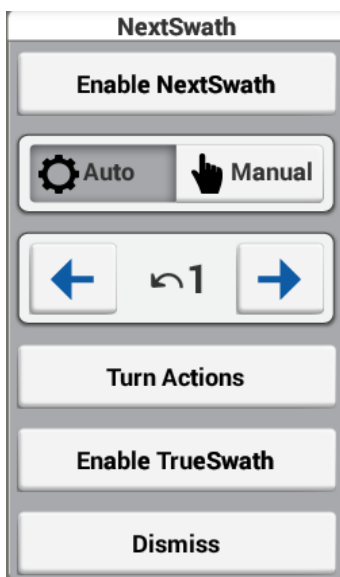 NextSwath
Enable NextSwath
Auto Manual
1
Turn Actions
Enable TrueSwath
Dismiss